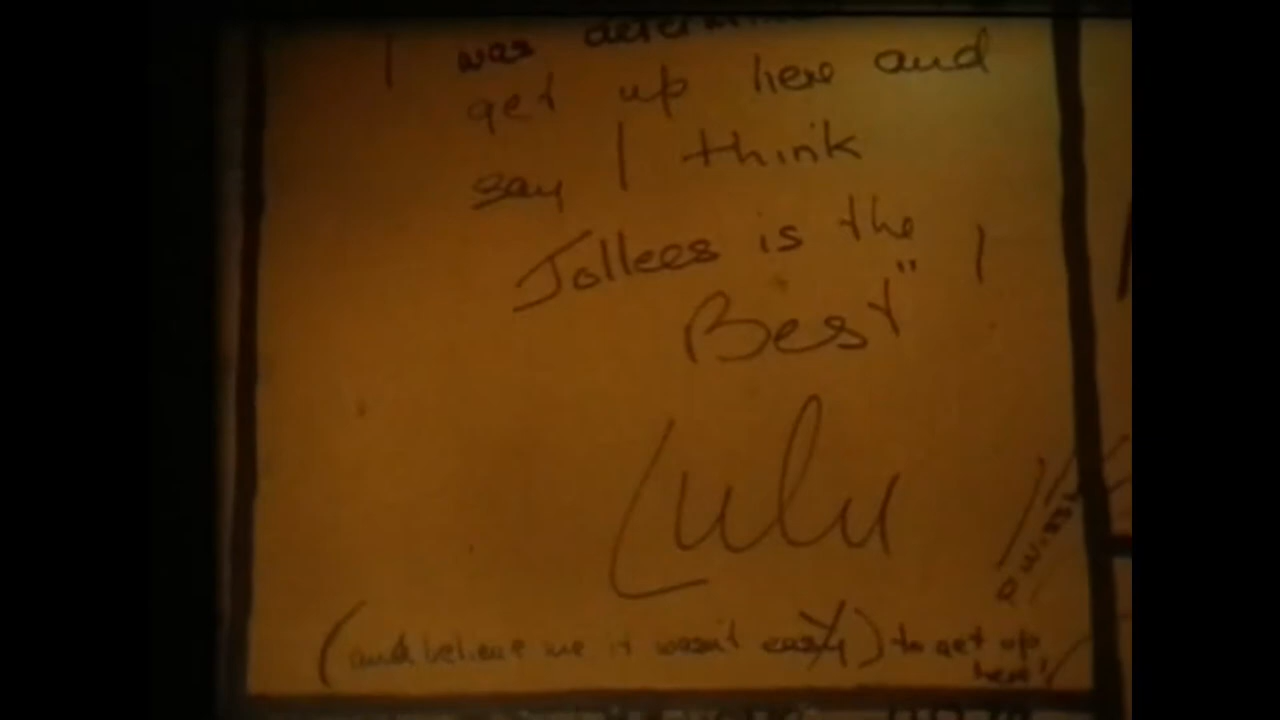 I was
get up here and
say I think
Jollees is the
Best" !
Lulu
(and believe me it wasn't easy) to get up
here!